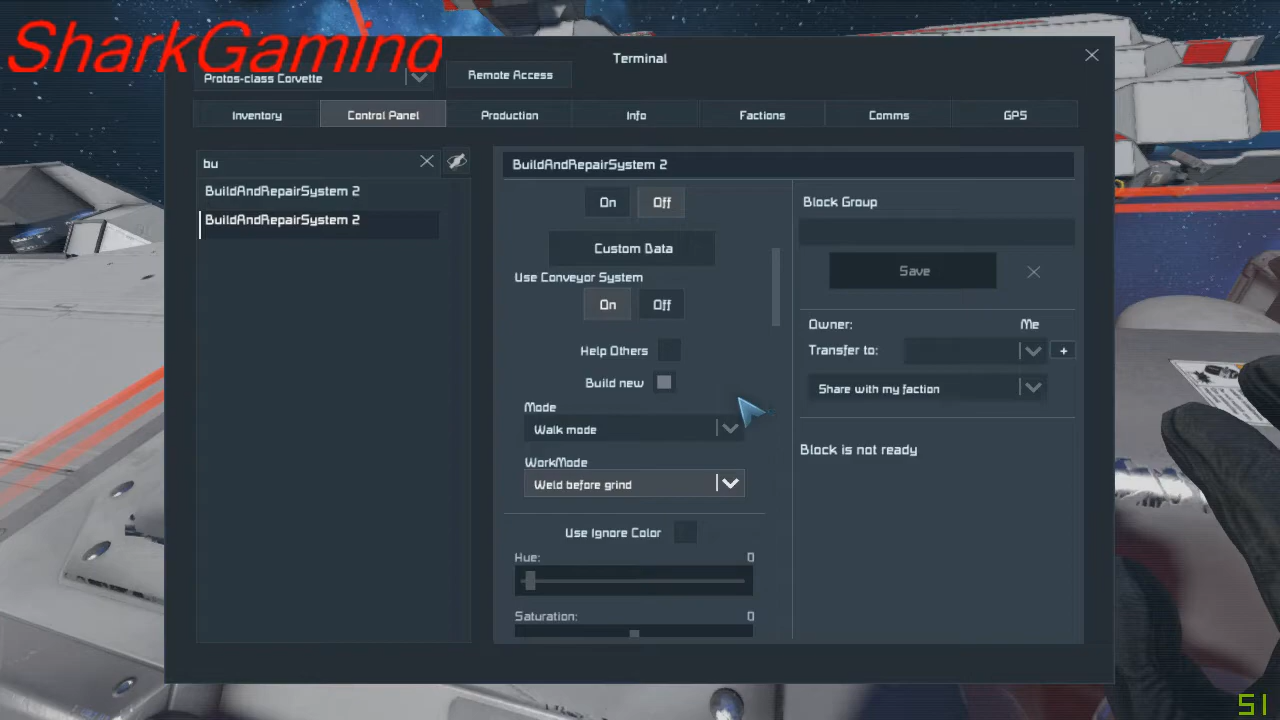 SharkGaming
Terminal
Protos-class Corvette
Remote Access
Inventory
Control Panel
Production
Info
Factions
Comms
GPS
bu
BuildAndRepairSystem 2
BuildAndRepairSystem 2
BuildAndRepairSystem 2
On Off
Custom Data
Use Conveyor System
On Off
Help Others
Build new
Mode
Walk mode
WorkMode
Weld before grind
Use Ignore Color
Hue: 0
Saturation: 0
Block Group
Save
Owner: Me
Transfer to:
+
Share with my faction
Block is not ready
51